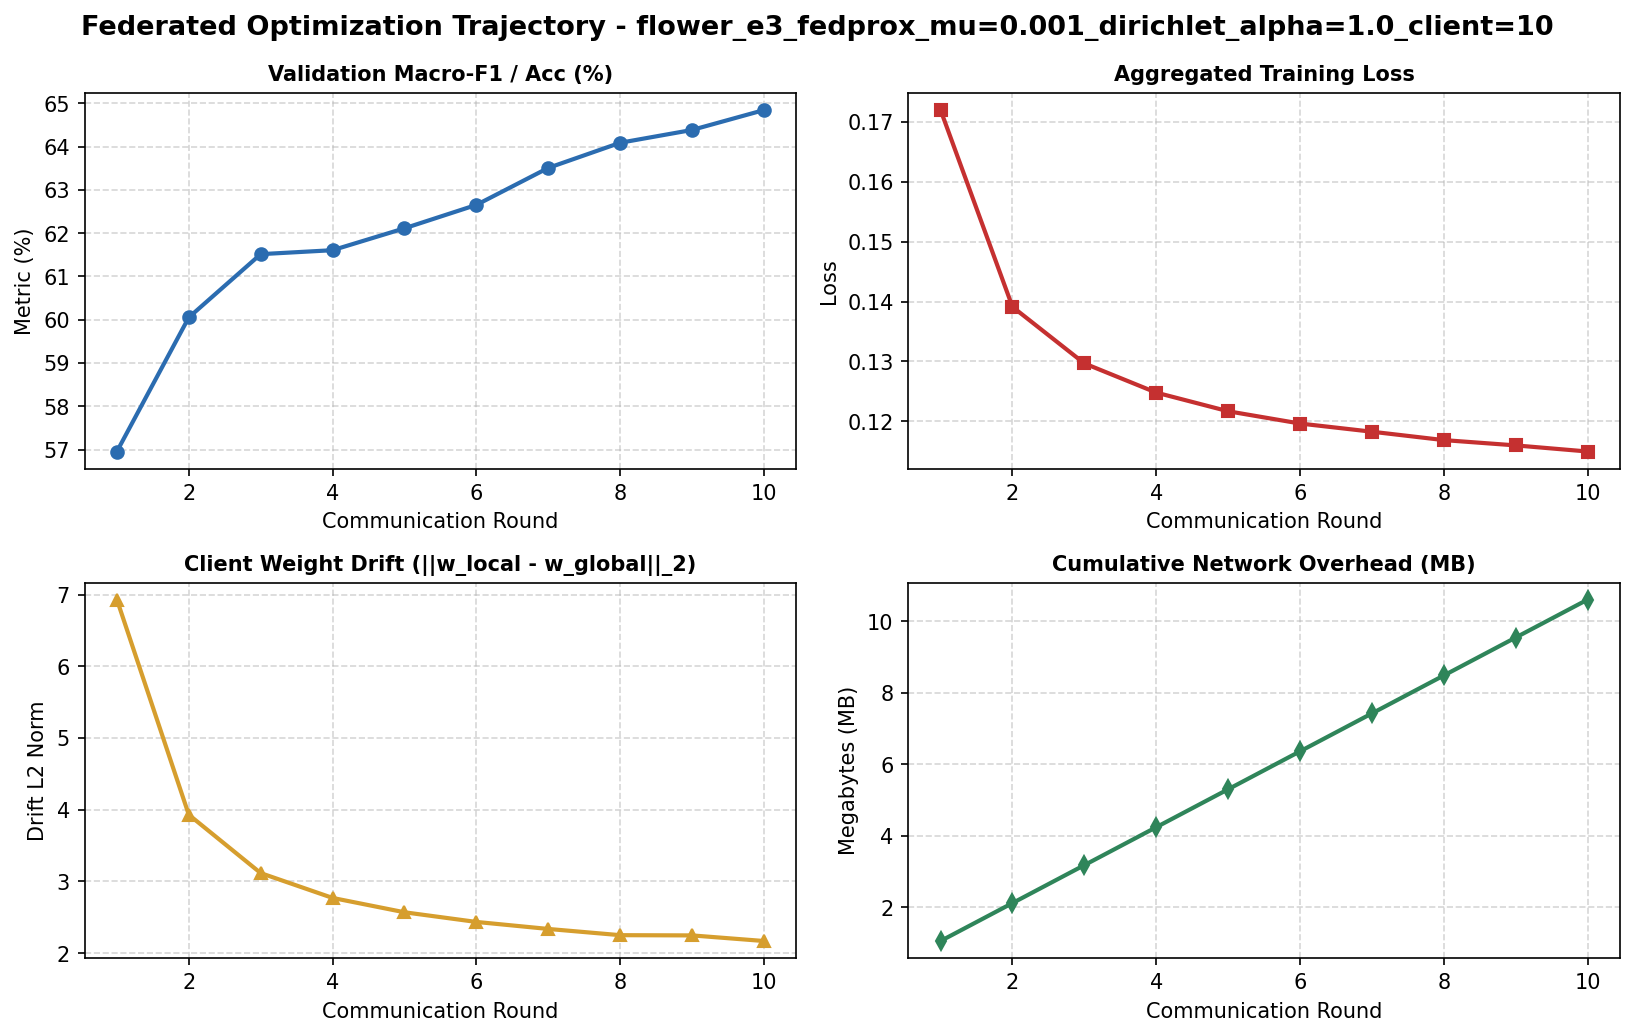 Federated Optimization Trajectory - flower_e3_fedprox_mu=0.001_dirichlet_alpha=1.0_client=10
Validation Macro-F1 / Acc (%)
Metric (%)
65
64
63
62
61
60
59
58
57
2 4 6 8 10
Communication Round
Aggregated Training Loss
Loss
0.17
0.16
0.15
0.14
0.13
0.12
2 4 6 8 10
Communication Round
Client Weight Drift (||w_local - w_global||_2)
Drift L2 Norm
7
6
5
4
3
2
2 4 6 8 10
Communication Round
Cumulative Network Overhead (MB)
Megabytes (MB)
10
8
6
4
2
2 4 6 8 10
Communication Round